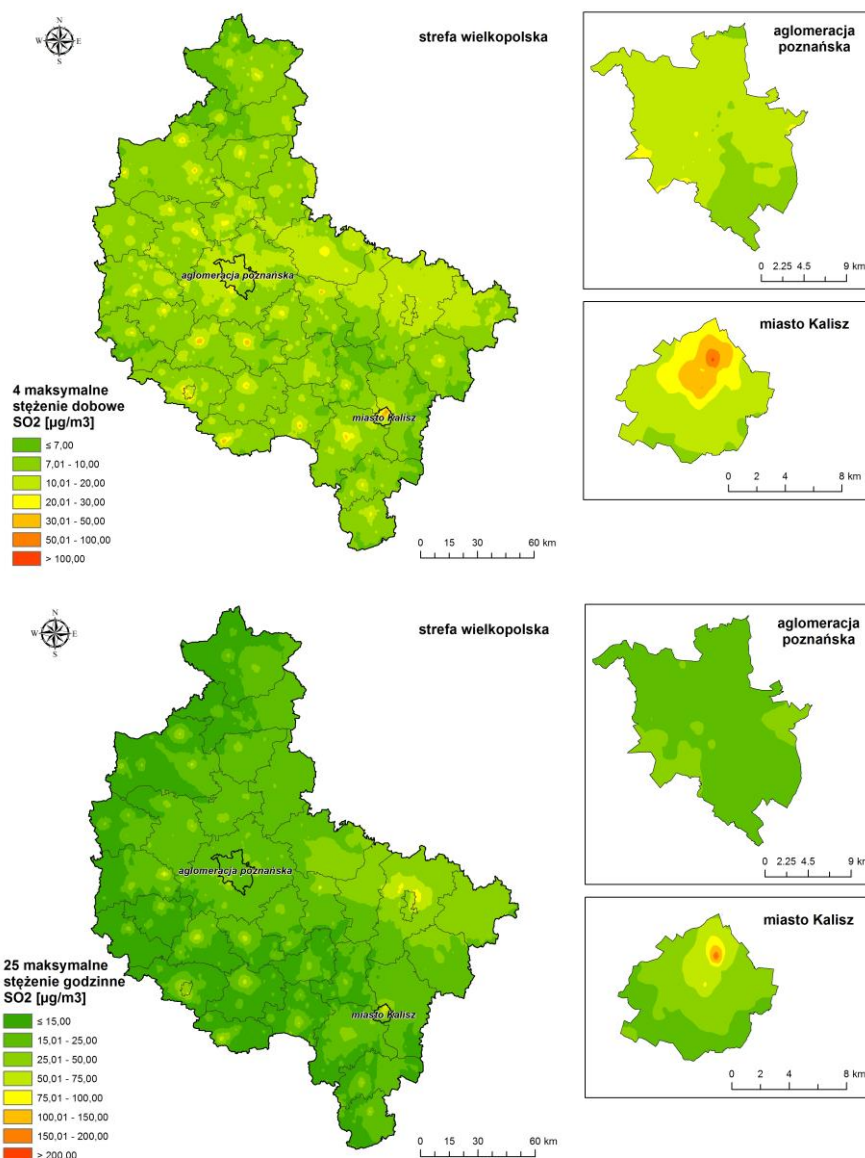 N
W E
S
strefa wielkopolska
aglomeracja poznańska
miasto Kalisz
4 maksymalne
stężenie dobowe
SO2 [µg/m3]
≤ 7,00
7,01 - 10,00
10,01 - 20,00
20,01 - 30,00
30,01 - 50,00
50,01 - 100,00
> 100,00
0 15 30 60 km
aglomeracja
poznańska
0 2.25 4.5 9 km
miasto Kalisz
0 2 4 8 km
N
W E
S
strefa wielkopolska
aglomeracja poznańska
miasto Kalisz
25 maksymalne
stężenie godzinne
SO2 [µg/m3]
≤ 15,00
15,01 - 25,00
25,01 - 50,00
50,01 - 75,00
75,01 - 100,00
100,01 - 150,00
150,01 - 200,00
> 200,00
0 15 30 60 km
aglomeracja
poznańska
0 2.25 4.5 9 km
miasto Kalisz
0 2 4 8 km